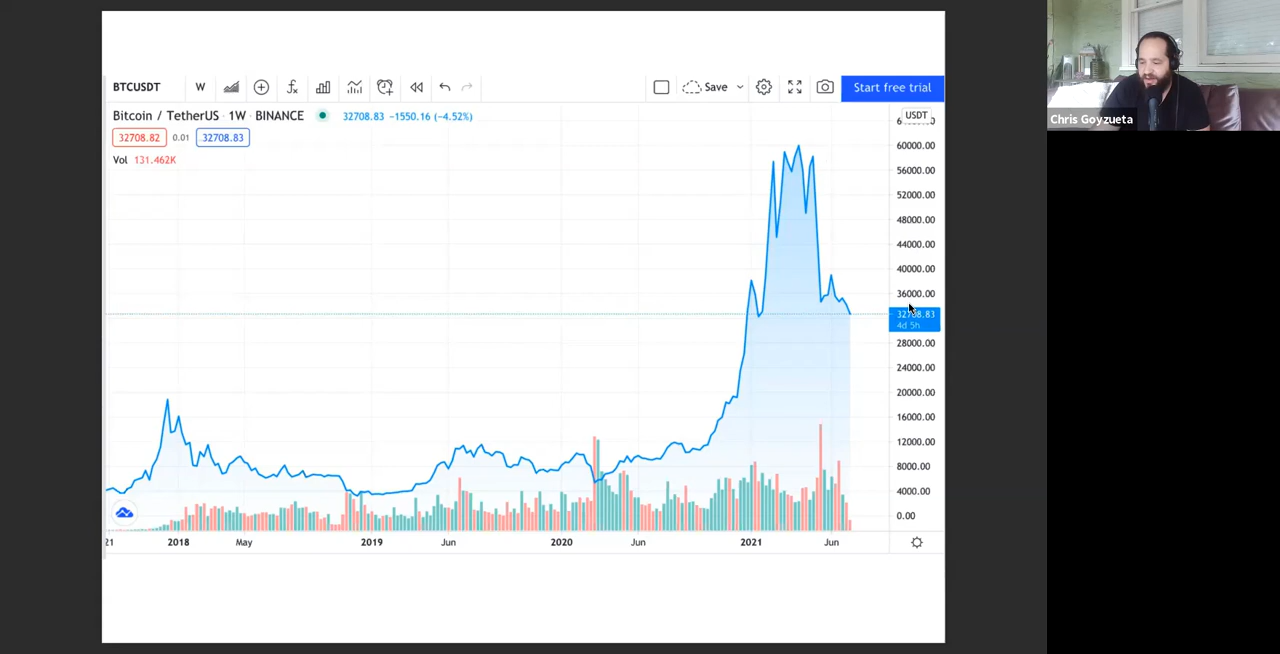 BTCUSDT W Save Start free trial
Bitcoin / TetherUS · 1W · BINANCE 32708.83 −1550.16 (−4.52%)
32708.82 0.01 32708.83
Vol 131.462K
USDT
60000.00
56000.00
52000.00
48000.00
44000.00
40000.00
36000.00
32708.83
4d 5h
28000.00
24000.00
20000.00
16000.00
12000.00
8000.00
4000.00
0.00
21 2018 May 2019 Jun 2020 Jun 2021 Jun
Chris Goyzueta